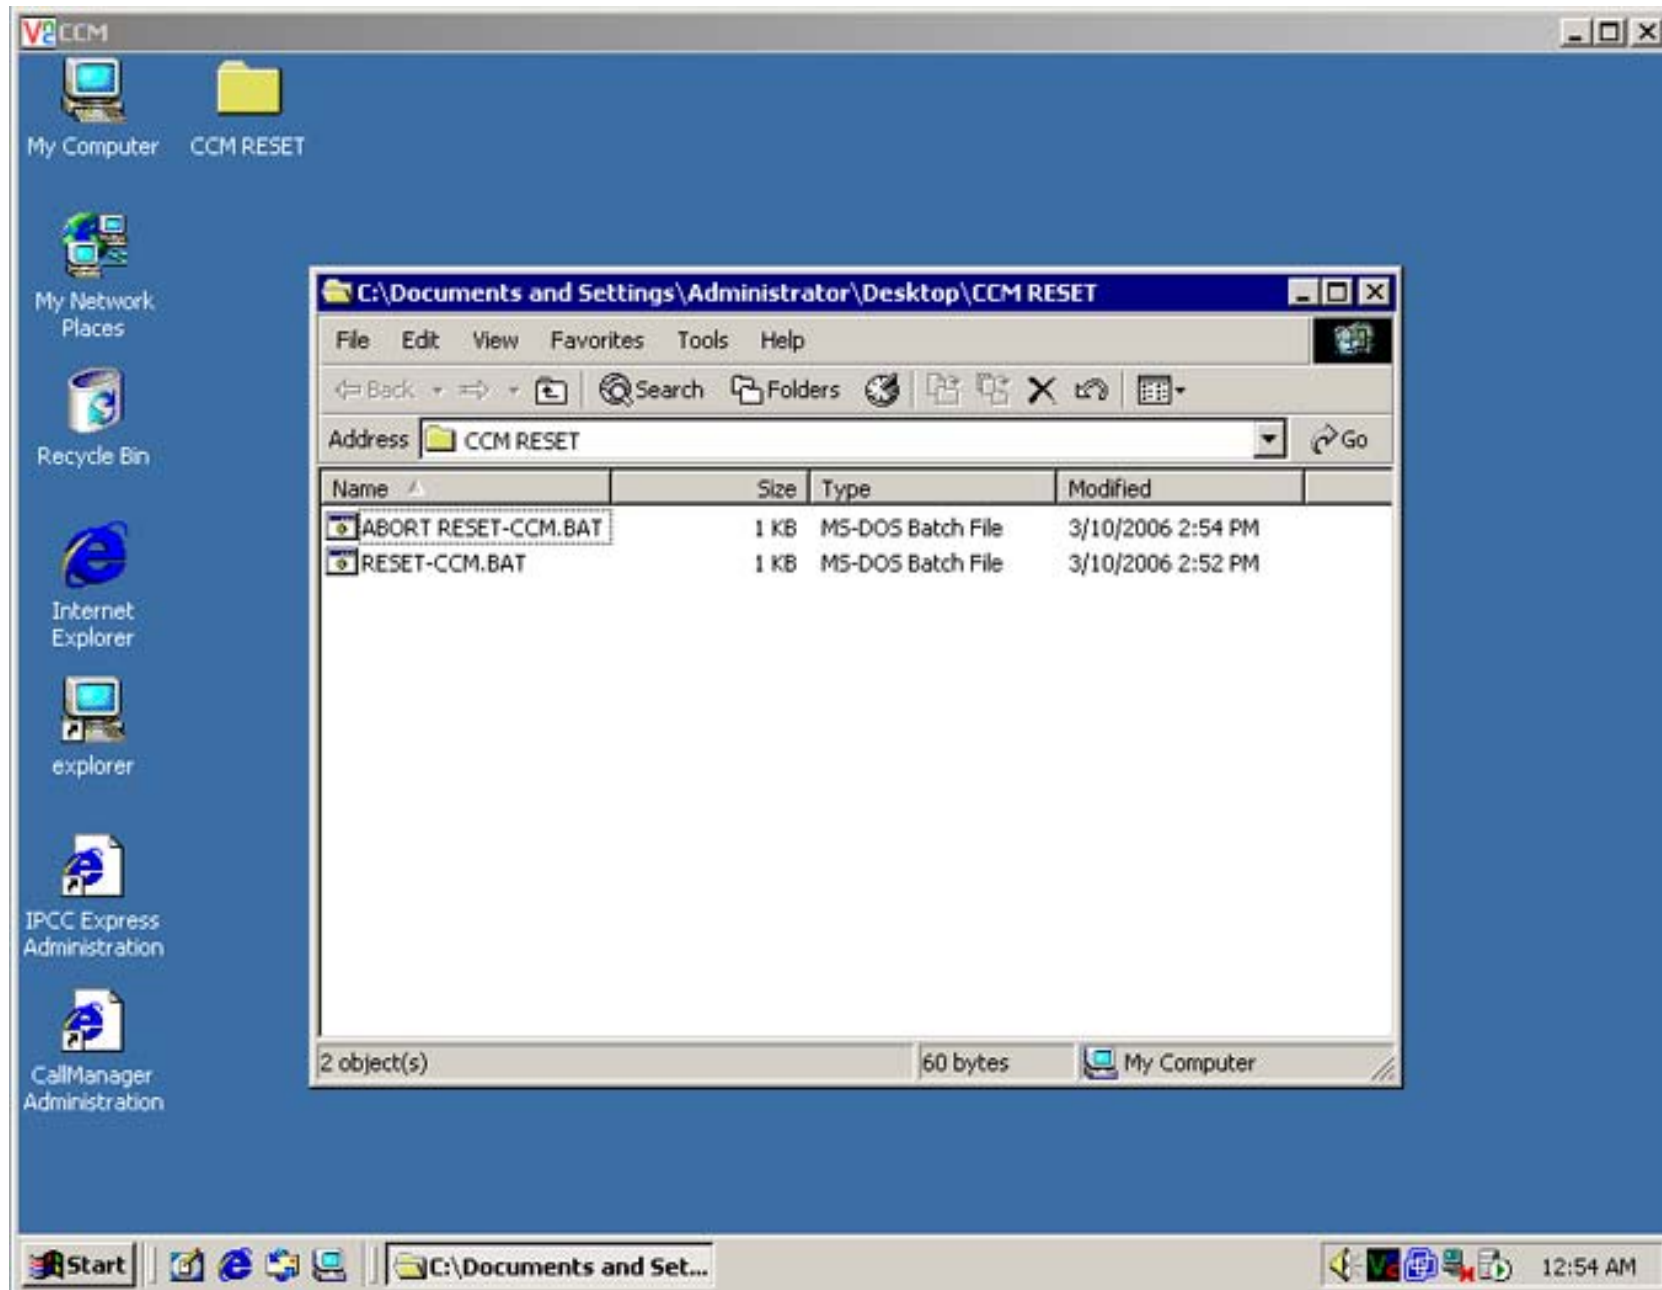 CCM
My Computer
CCM RESET
My Network
Places
Recycle Bin
Internet
Explorer
explorer
IPCC Express
Administration
CallManager
Administration
C:\Documents and Settings\Administrator\Desktop\CCM RESET
File Edit View Favorites Tools Help
Back Search Folders
Address CCM RESET Go
Name Size Type Modified
ABORT RESET-CCM.BAT 1 KB MS-DOS Batch File 3/10/2006 2:54 PM
RESET-CCM.BAT 1 KB MS-DOS Batch File 3/10/2006 2:52 PM
2 object(s) 60 bytes My Computer
Start C:\Documents and Set... 12:54 AM